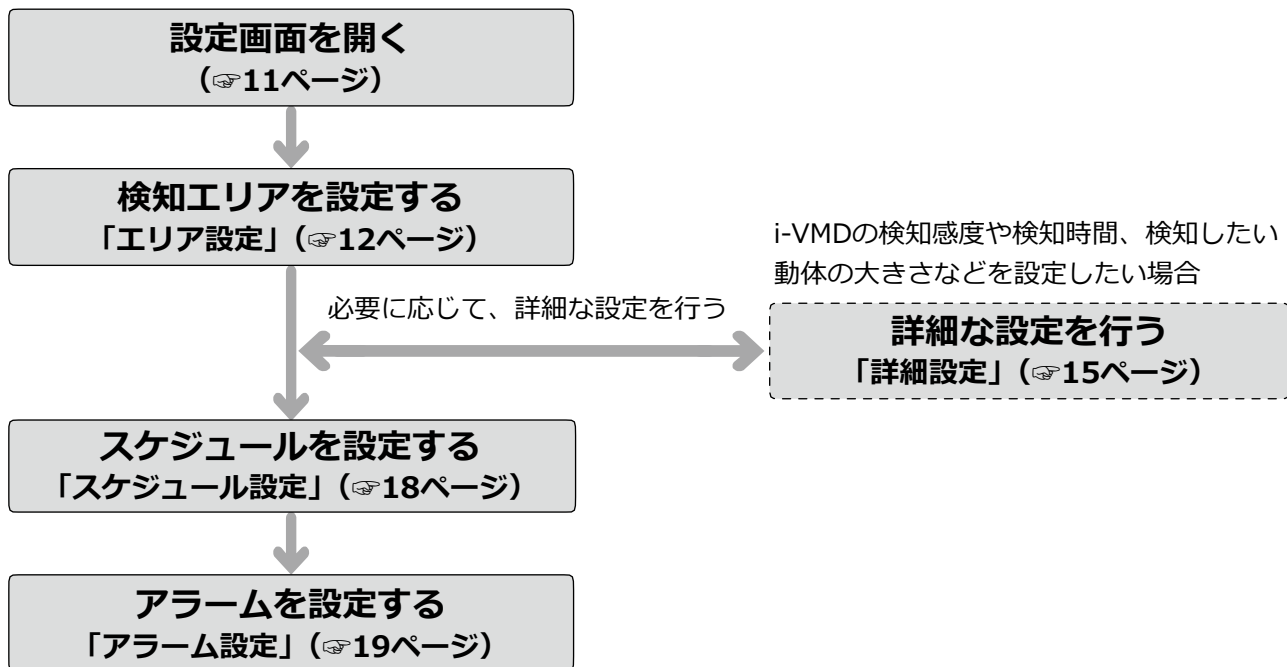 設定画面を開く
(☞11ページ)
検知エリアを設定する
「エリア設定」(☞12ページ)
i-VMDの検知感度や検知時間、検知したい
動体の大きさなどを設定したい場合
必要に応じて、詳細な設定を行う
詳細な設定を行う
「詳細設定」(☞15ページ)
スケジュールを設定する
「スケジュール設定」(☞18ページ)
アラームを設定する
「アラーム設定」(☞19ページ)